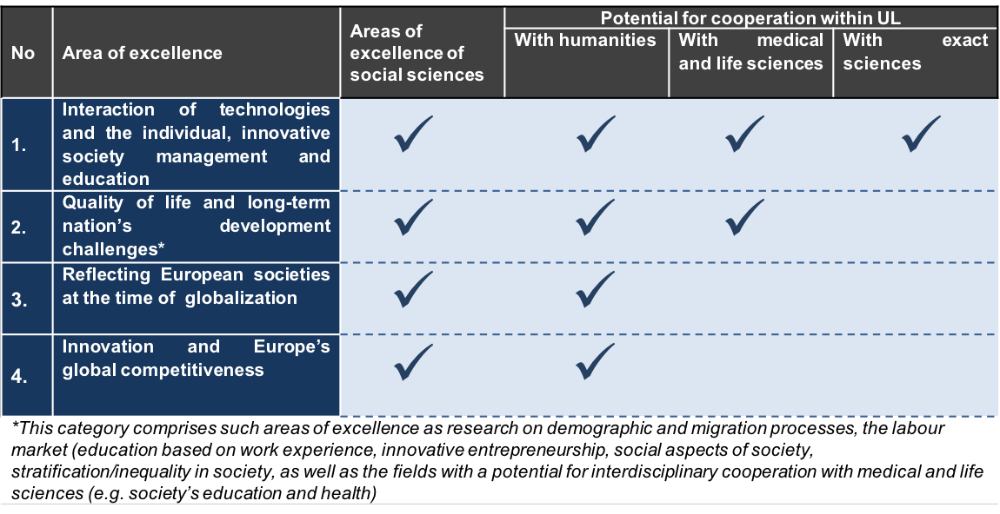 No
Area of excellence
Areas of
excellence of
social sciences
Potential for cooperation within UL
With humanities
With medical
and life sciences
With exact
sciences
1.
Interaction of technologies
and the individual, innovative
society management and
education
✓ ✓ ✓ ✓
2.
Quality of life and long-term
nation’s development
challenges*
✓ ✓ ✓
3.
Reflecting European societies
at the time of globalization
✓ ✓
4.
Innovation and Europe’s
global competitiveness
✓ ✓
*This category comprises such areas of excellence as research on demographic and migration processes, the labour
market (education based on work experience, innovative entrepreneurship, social aspects of society,
stratification/inequality in society, as well as the fields with a potential for interdisciplinary cooperation with medical and life
sciences (e.g. society’s education and health)